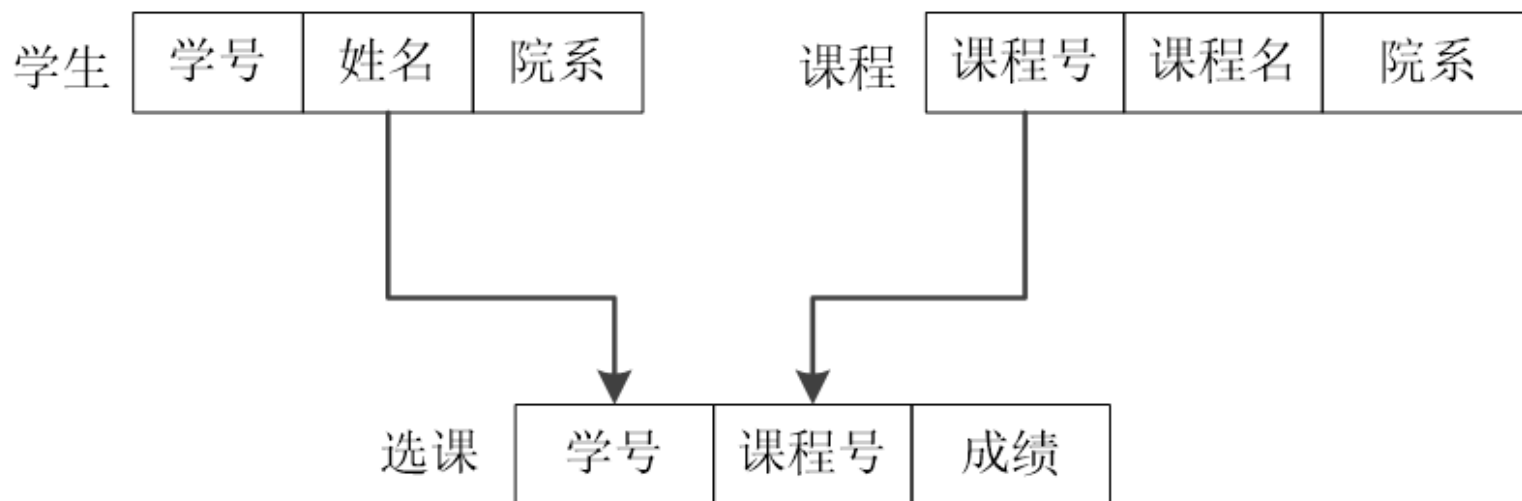 学生 学号 姓名 院系 课程 课程号 课程名 院系
选课 学号 课程号 成绩